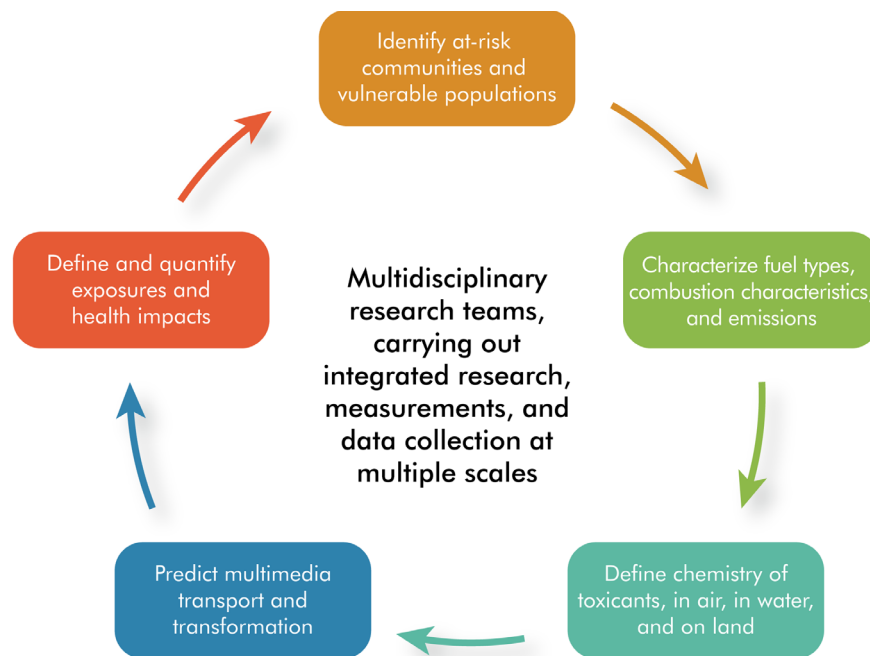 Identify at-risk
communities and
vulnerable populations
Characterize fuel types,
combustion characteristics,
and emissions
Define chemistry of
toxicants, in air, in water,
and on land
Predict multimedia
transport and
transformation
Define and quantify
exposures and
health impacts
Multidisciplinary
research teams,
carrying out
integrated research,
measurements, and
data collection at
multiple scales